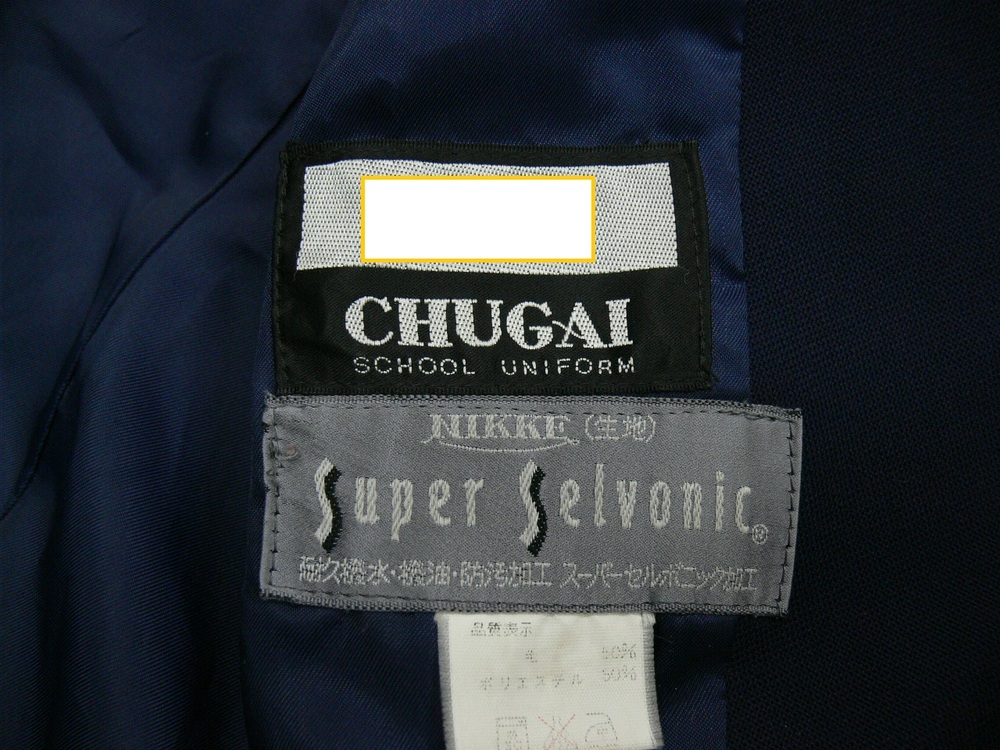 CHUGAI
SCHOOL UNIFORM
NIKKE (生地)
Super Selvonic®
耐久撥水・撥油・防汚加工 スーパーセルボニック加工
品質表示
毛 50%
ポリエステル 50%